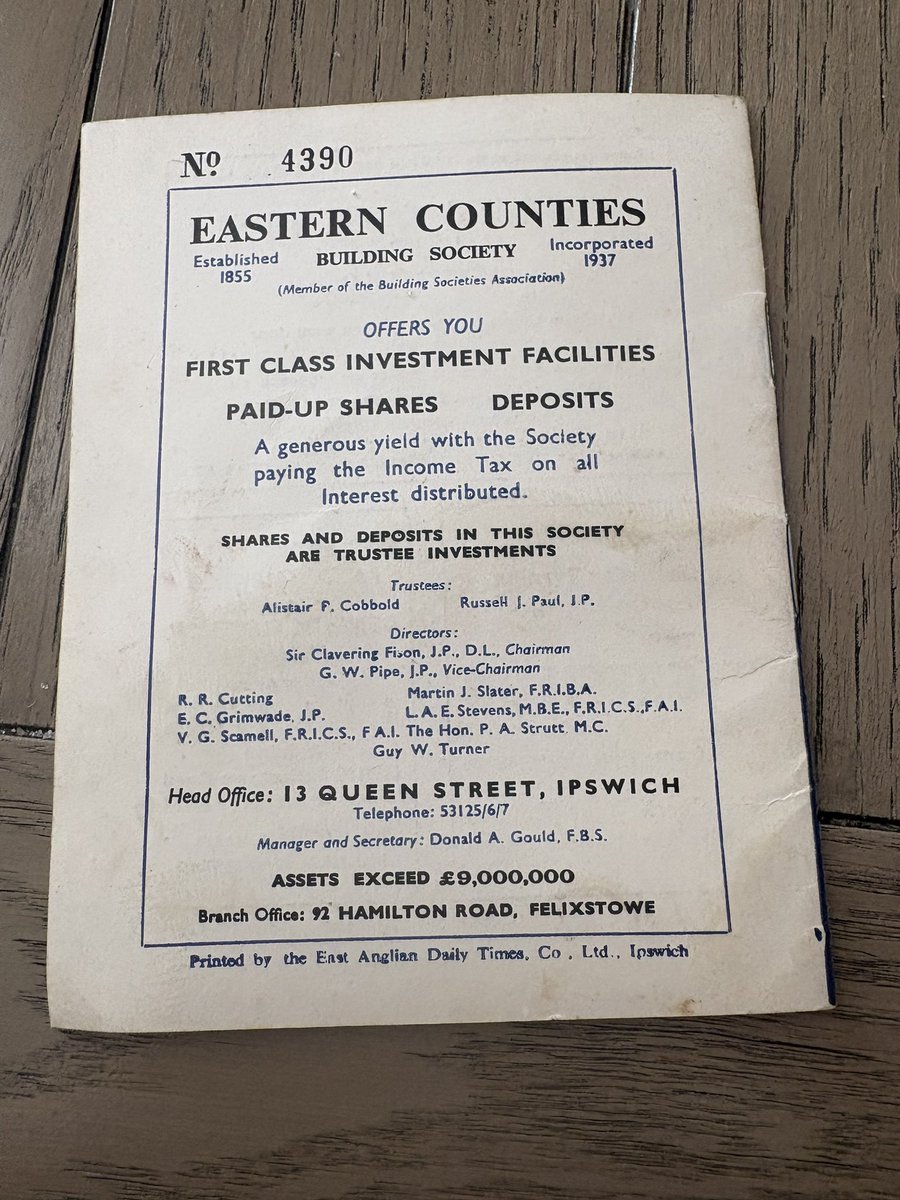 Nº 4390
EASTERN COUNTIES
Established BUILDING SOCIETY Incorporated
1855 1937
(Member of the Building Societies Association)
OFFERS YOU
FIRST CLASS INVESTMENT FACILITIES
PAID-UP SHARES DEPOSITS
A generous yield with the Society
paying the Income Tax on all
Interest distributed.
SHARES AND DEPOSITS IN THIS SOCIETY
ARE TRUSTEE INVESTMENTS
Trustees:
Alistair F. Cobbold Russell J. Paul, J.P.
Directors:
Sir Clavering Fison, J.P., D.L., Chairman
G. W. Pipe, J.P., Vice-Chairman
R. R. Cutting Martin J. Slater, F.R.I.B.A.
E. C. Grimwade, J.P. L. A. E. Stevens, M.B.E., F.R.I.C.S., F.A.I.
V. G. Scamell, F.R.I.C.S., F A.I. The Hon. P. A. Strutt M.C.
Guy W. Turner
Head Office: 13 QUEEN STREET, IPSWICH
Telephone: 53125/6/7
Manager and Secretary: Donald A. Gould, F.B.S.
ASSETS EXCEED £9,000,000
Branch Office: 92 HAMILTON ROAD, FELIXSTOWE
Printed by the East Anglian Daily Times, Co., Ltd., Ipswich